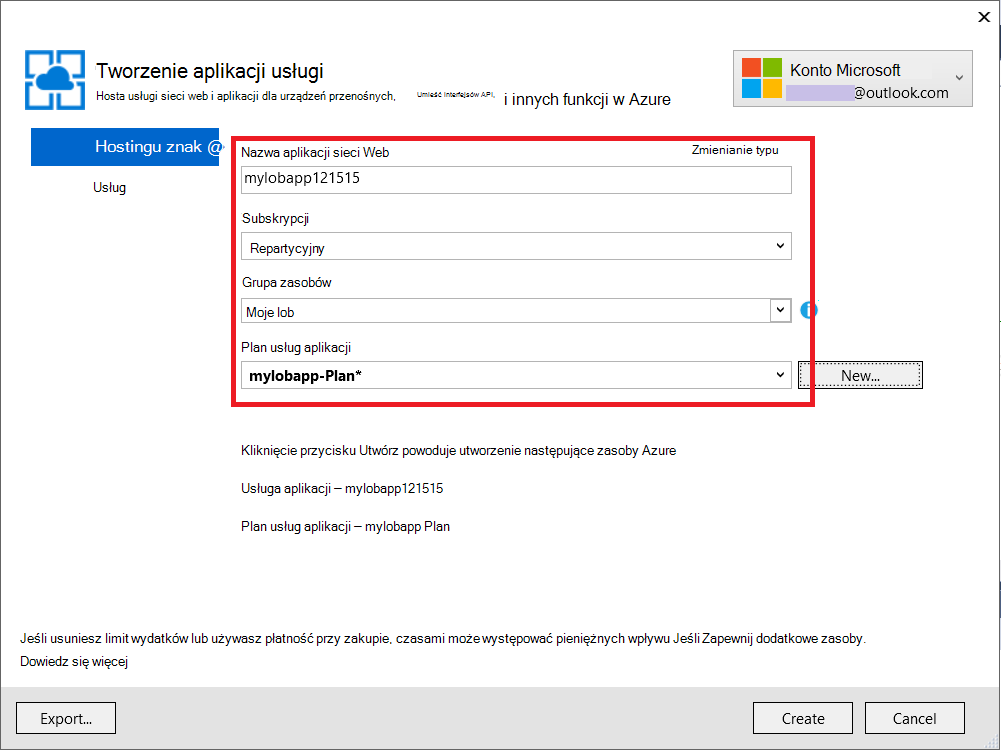 Tworzenie aplikacji usługi
Hosta usługi sieci web i aplikacji dla urządzeń przenośnych, Umieść interfejsów API, i innych funkcji w Azure
Konto Microsoft
@outlook.com
Hostingu znak @
Usług
Nazwa aplikacji sieci Web
Zmienianie typu
mylobapp121515
Subskrypcji
Repartycyjny
Grupa zasobów
Moje lob
Plan usług aplikacji
mylobapp-Plan*
New...
Kliknięcie przycisku Utwórz powoduje utworzenie następujące zasoby Azure
Usługa aplikacji – mylobapp121515
Plan usług aplikacji – mylobapp Plan
Jeśli usuniesz limit wydatków lub używasz płatność przy zakupie, czasami może występować pieniężnych wpływu Jeśli Zapewnij dodatkowe zasoby.
Dowiedz się więcej
Export...
Create
Cancel